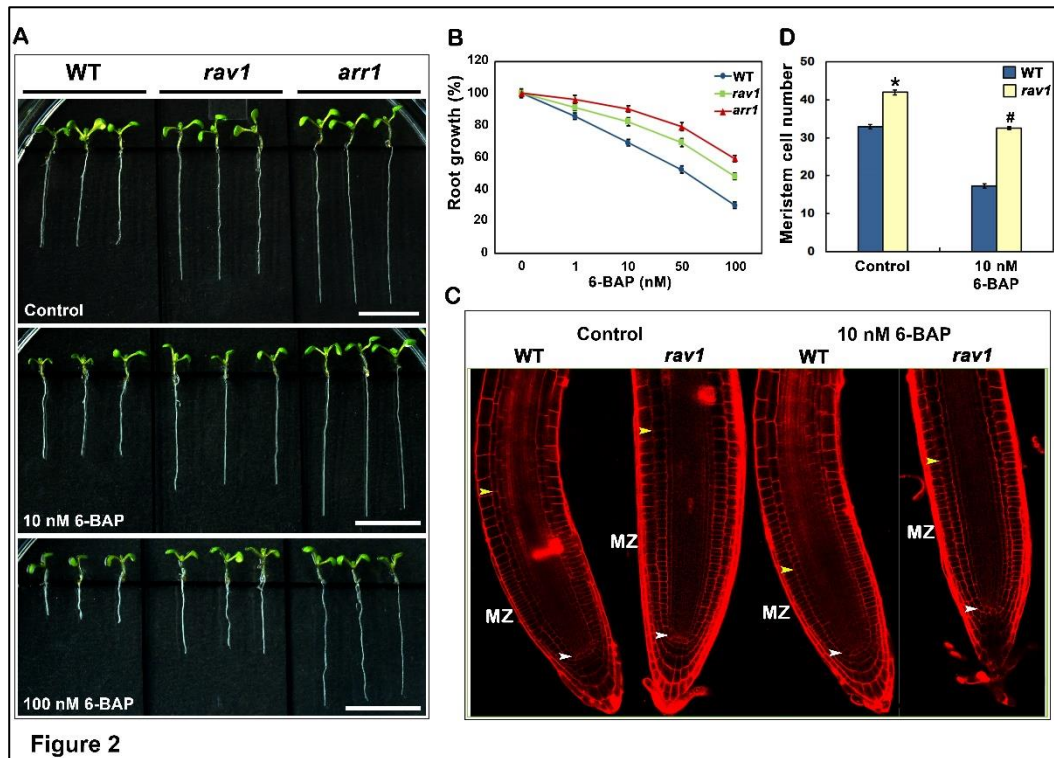 A
WT rav1 arr1
Control
10 nM 6-BAP
100 nM 6-BAP
B
Root growth (%)
120
100
80
60
40
20
0
0 1 10 50 100
6-BAP (nM)
WT
rav1
arr1
D
Meristem cell number
50
40
30
20
10
0
WT
rav1
*
#
Control 10 nM
6-BAP
C
Control 10 nM 6-BAP
WT rav1 WT rav1
MZ
MZ
MZ
MZ
Figure 2